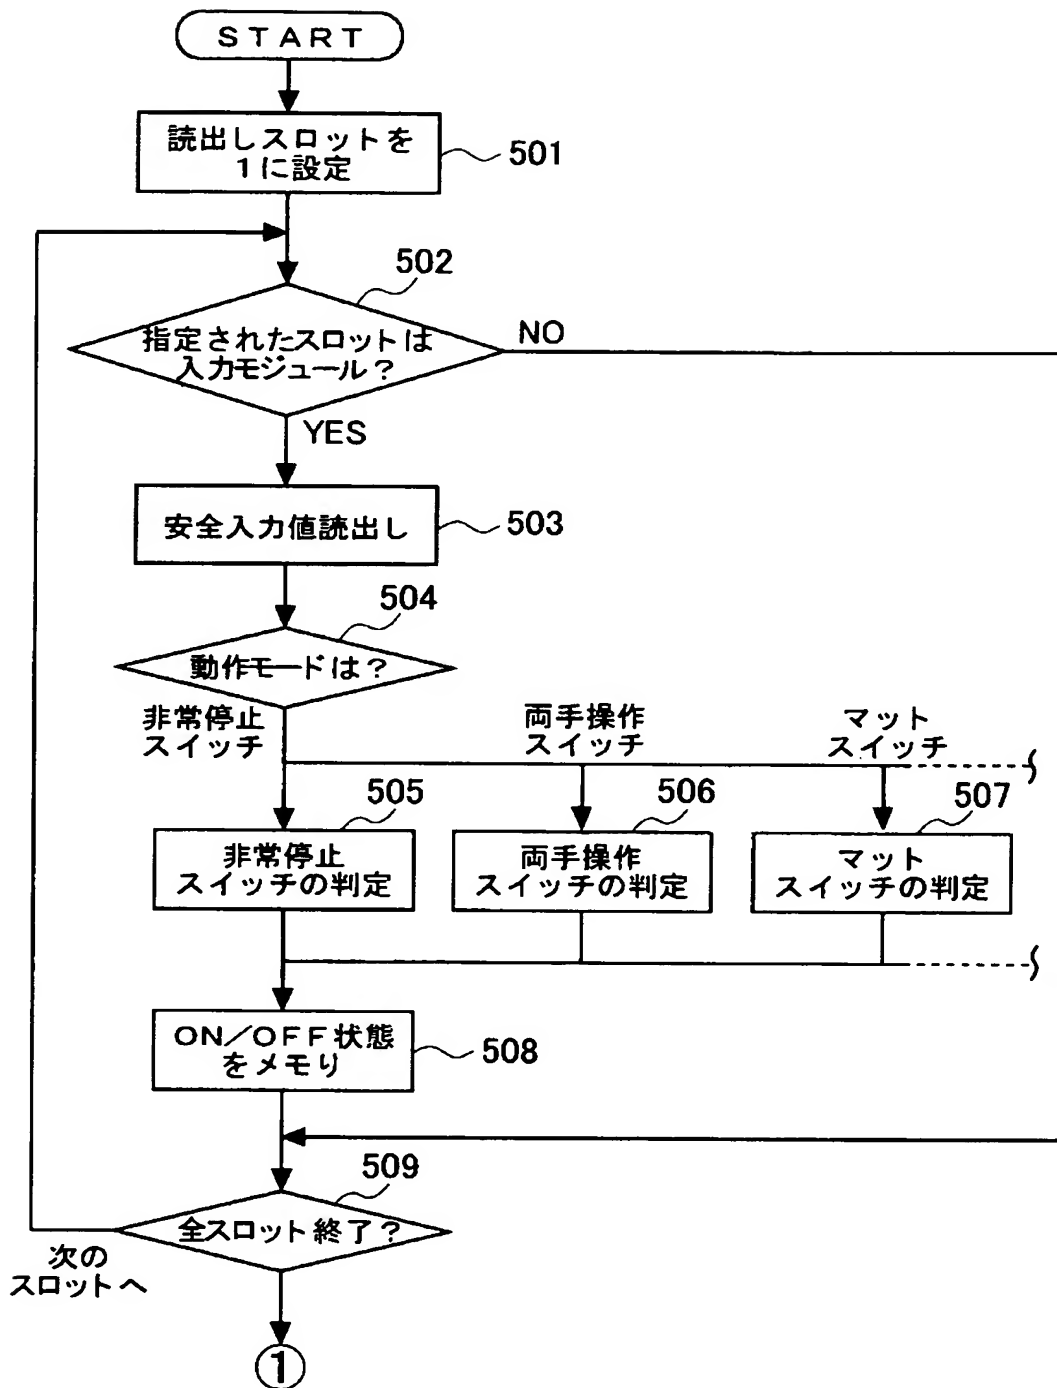 START
読出しスロットを
1に設定
501
502
指定されたスロットは
入力モジュール?
NO
YES
安全入力値読出し
503
504
動作モードは?
非常停止
スイッチ
両手操作
スイッチ
マット
スイッチ
505
506
507
非常停止
スイッチの判定
両手操作
スイッチの判定
マット
スイッチの判定
ON/OFF状態
をメモリ
508
509
全スロット終了?
次の
スロットへ
1